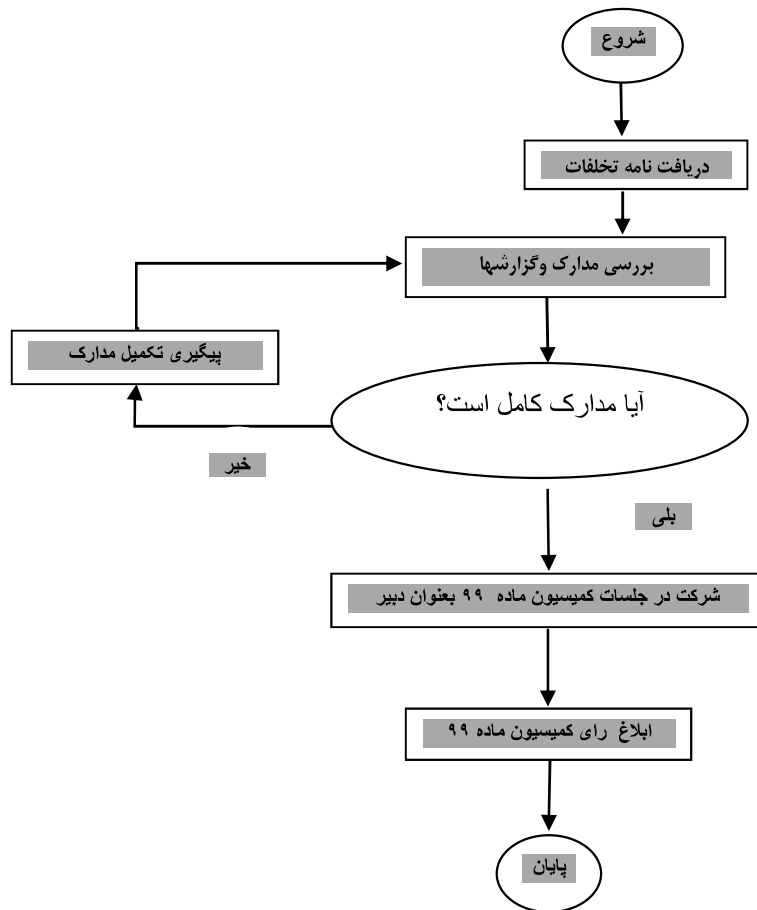 شروع
دریافت نامه تخلفات
بررسی مدارک وگزارشها
پیگیری تکمیل مدارک
آیا مدارک کامل است؟
خیر
بلی
شرکت در جلسات کمیسیون ماده ۹۹ بعنوان دبیر
ابلاغ رای کمیسیون ماده ۹۹
پایان